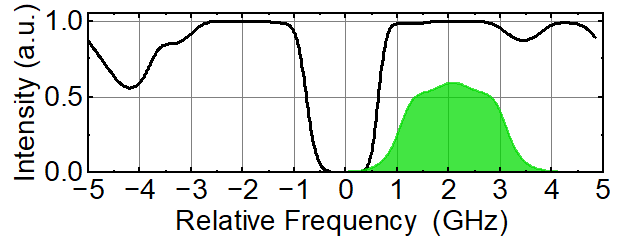 Intensity (a.u.)
1.0
0.5
0.0
−5 −4 −3 −2 −1 0 1 2 3 4 5
Relative Frequency (GHz)